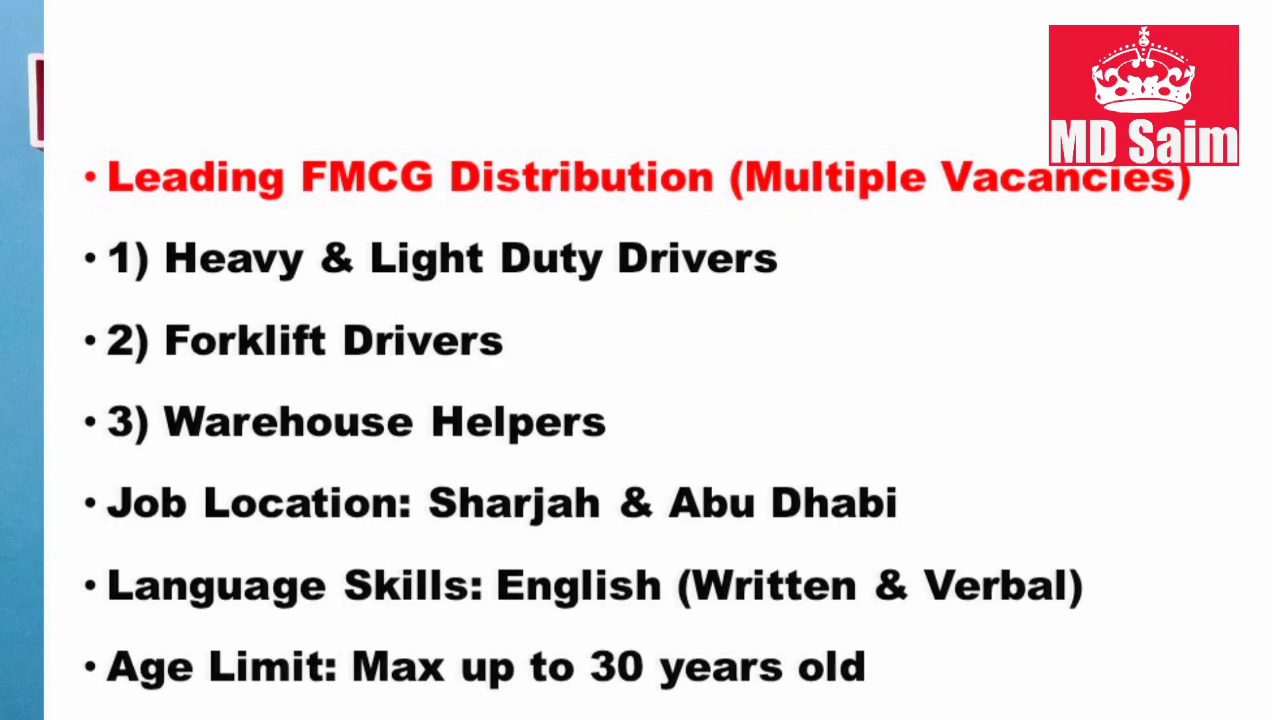 MD Saim
• Leading FMCG Distribution (Multiple Vacancies)
• 1) Heavy & Light Duty Drivers
• 2) Forklift Drivers
• 3) Warehouse Helpers
• Job Location: Sharjah & Abu Dhabi
• Language Skills: English (Written & Verbal)
• Age Limit: Max up to 30 years old